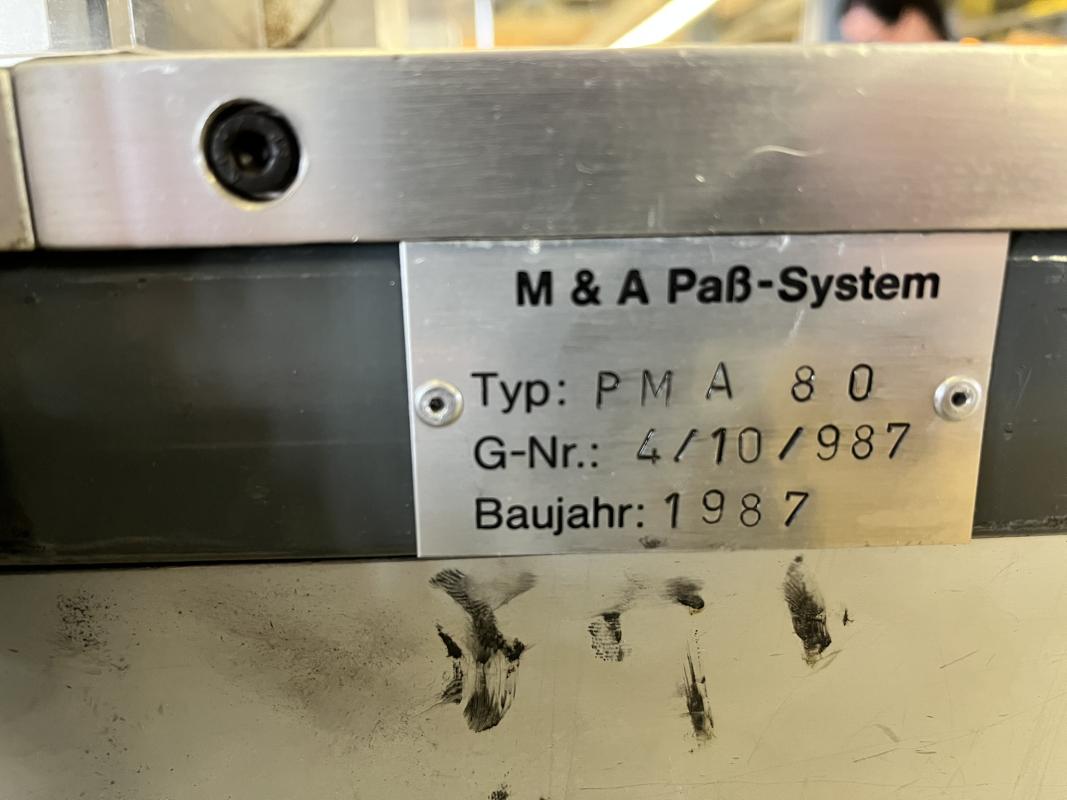 M & A Paß-System
Typ: PMA 80
G-Nr.: 4/10/987
Baujahr: 1987